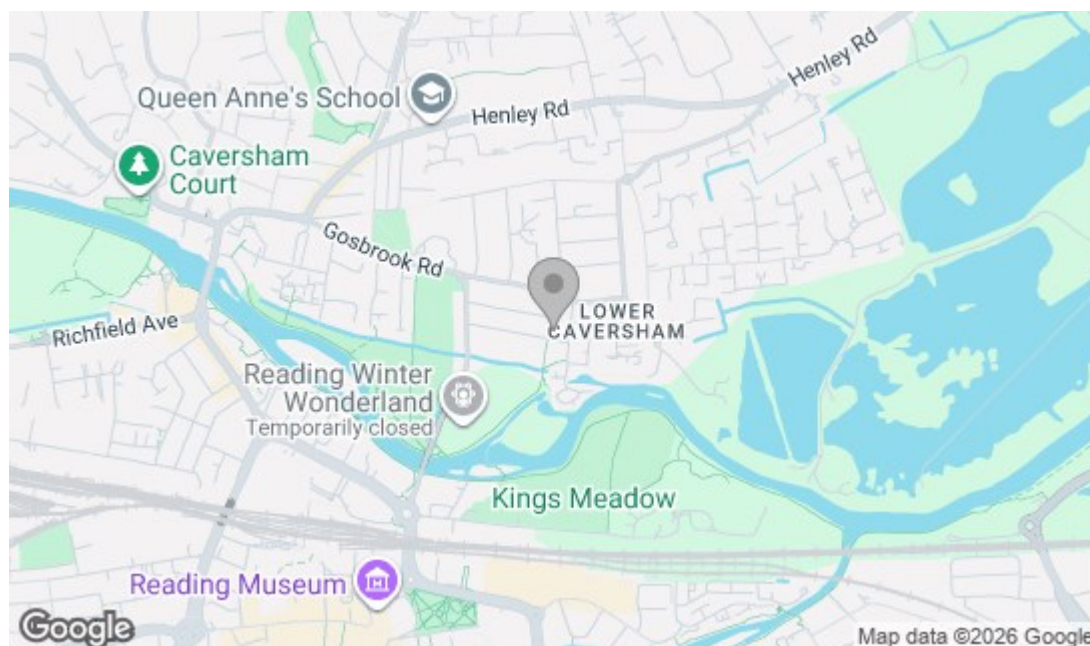 Henley Rd
Queen Anne's School
Henley Rd
Caversham
Court
Gosbrook Rd
LOWER
CAVERSHAM
Richfield Ave
Reading Winter
Wonderland
Temporarily closed
Kings Meadow
Reading Museum
Google
Map data ©2026 Google